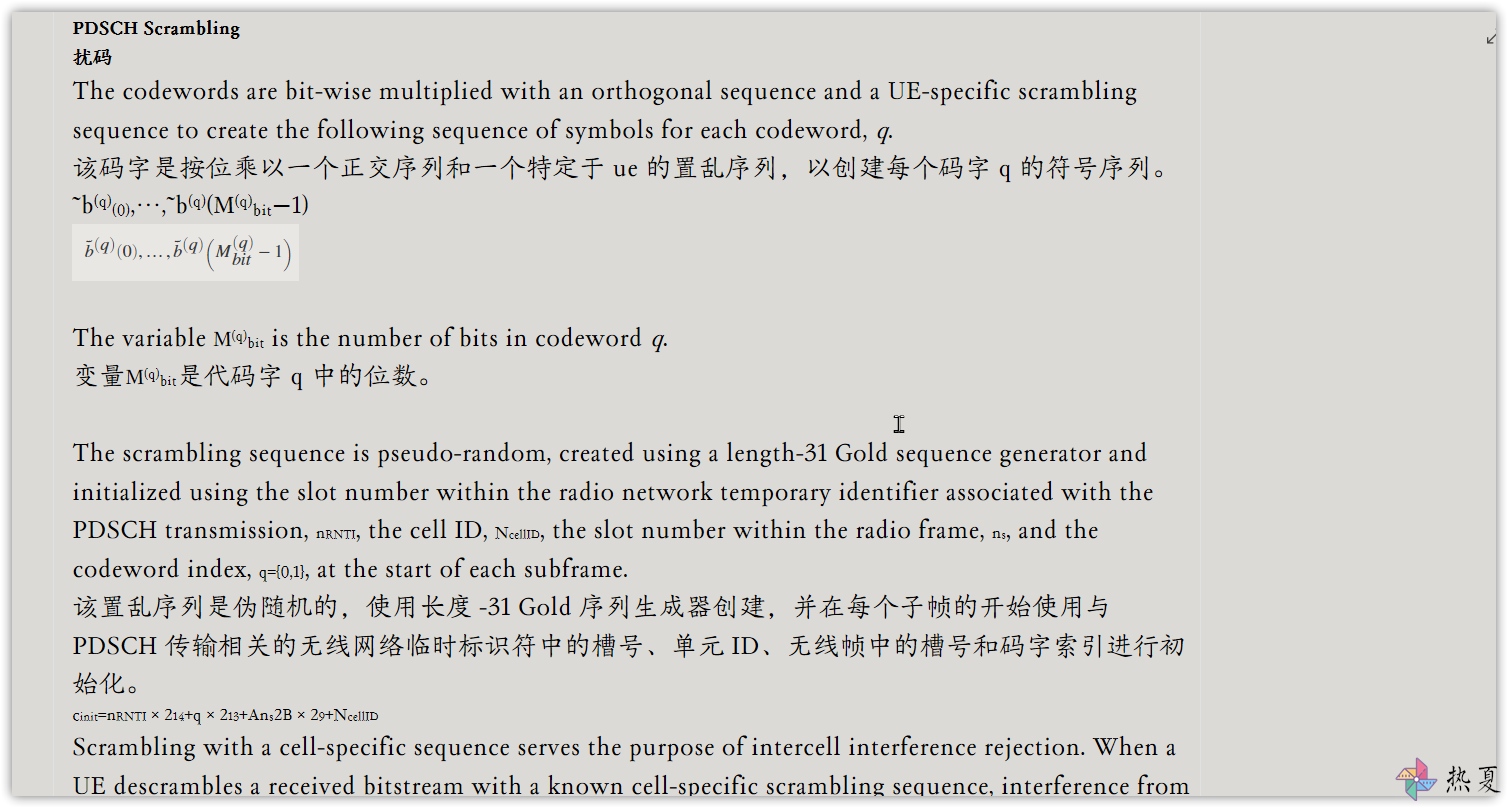 PDSCH Scrambling
扰码
The codewords are bit-wise multiplied with an orthogonal sequence and a UE-specific scrambling
sequence to create the following sequence of symbols for each codeword, q.
该码字是按位乘以一个正交序列和一个特定于 ue 的置乱序列，以创建每个码字 q 的符号序列。
~b(q)(0),⋯,~b(q)(M(q)bit−1)
b̃(q)(0),…,b̃(q)(M(q)bit − 1)
The variable M(q)bit is the number of bits in codeword q.
变量M(q)bit是代码字 q 中的位数。
The scrambling sequence is pseudo-random, created using a length-31 Gold sequence generator and
initialized using the slot number within the radio network temporary identifier associated with the
PDSCH transmission, nRNTI, the cell ID, NcellID, the slot number within the radio frame, ns, and the
codeword index, q={0,1}, at the start of each subframe.
该置乱序列是伪随机的，使用长度 -31 Gold 序列生成器创建，并在每个子帧的开始使用与
PDSCH 传输相关的无线网络临时标识符中的槽号、单元 ID、无线帧中的槽号和码字索引进行初
始化。
cinit=nRNTI × 214+q × 213+Ans2B × 29+NcellID
Scrambling with a cell-specific sequence serves the purpose of intercell interference rejection. When a
UE descrambles a received bitstream with a known cell-specific scrambling sequence, interference from
热夏